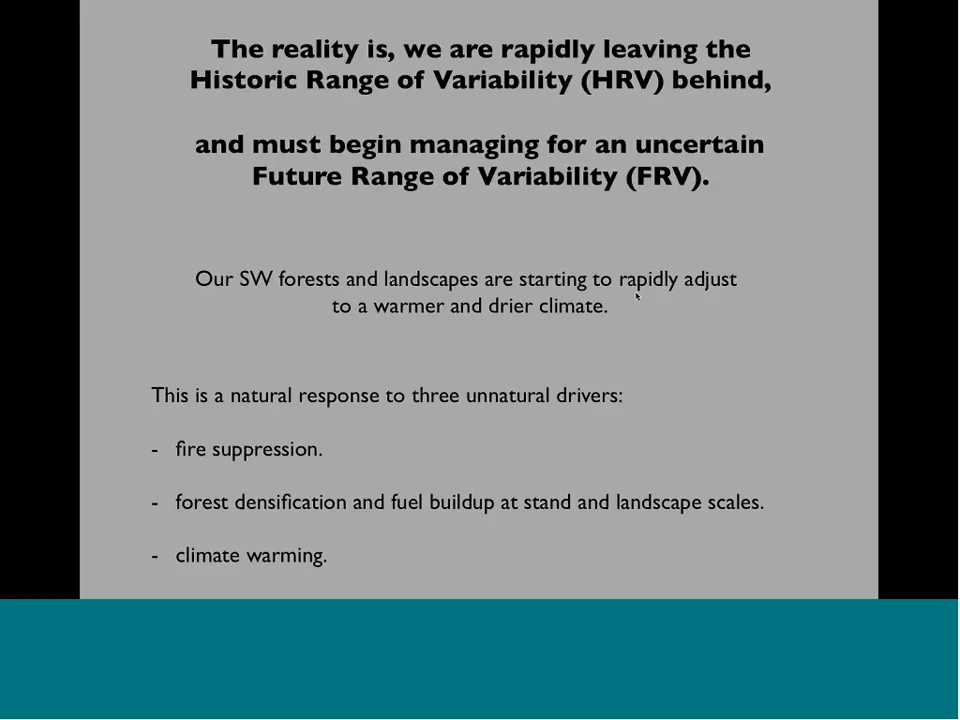 The reality is, we are rapidly leaving the
Historic Range of Variability (HRV) behind,
and must begin managing for an uncertain
Future Range of Variability (FRV).
Our SW forests and landscapes are starting to rapidly adjust
to a warmer and drier climate.
This is a natural response to three unnatural drivers:
- fire suppression.
- forest densification and fuel buildup at stand and landscape scales.
- climate warming.